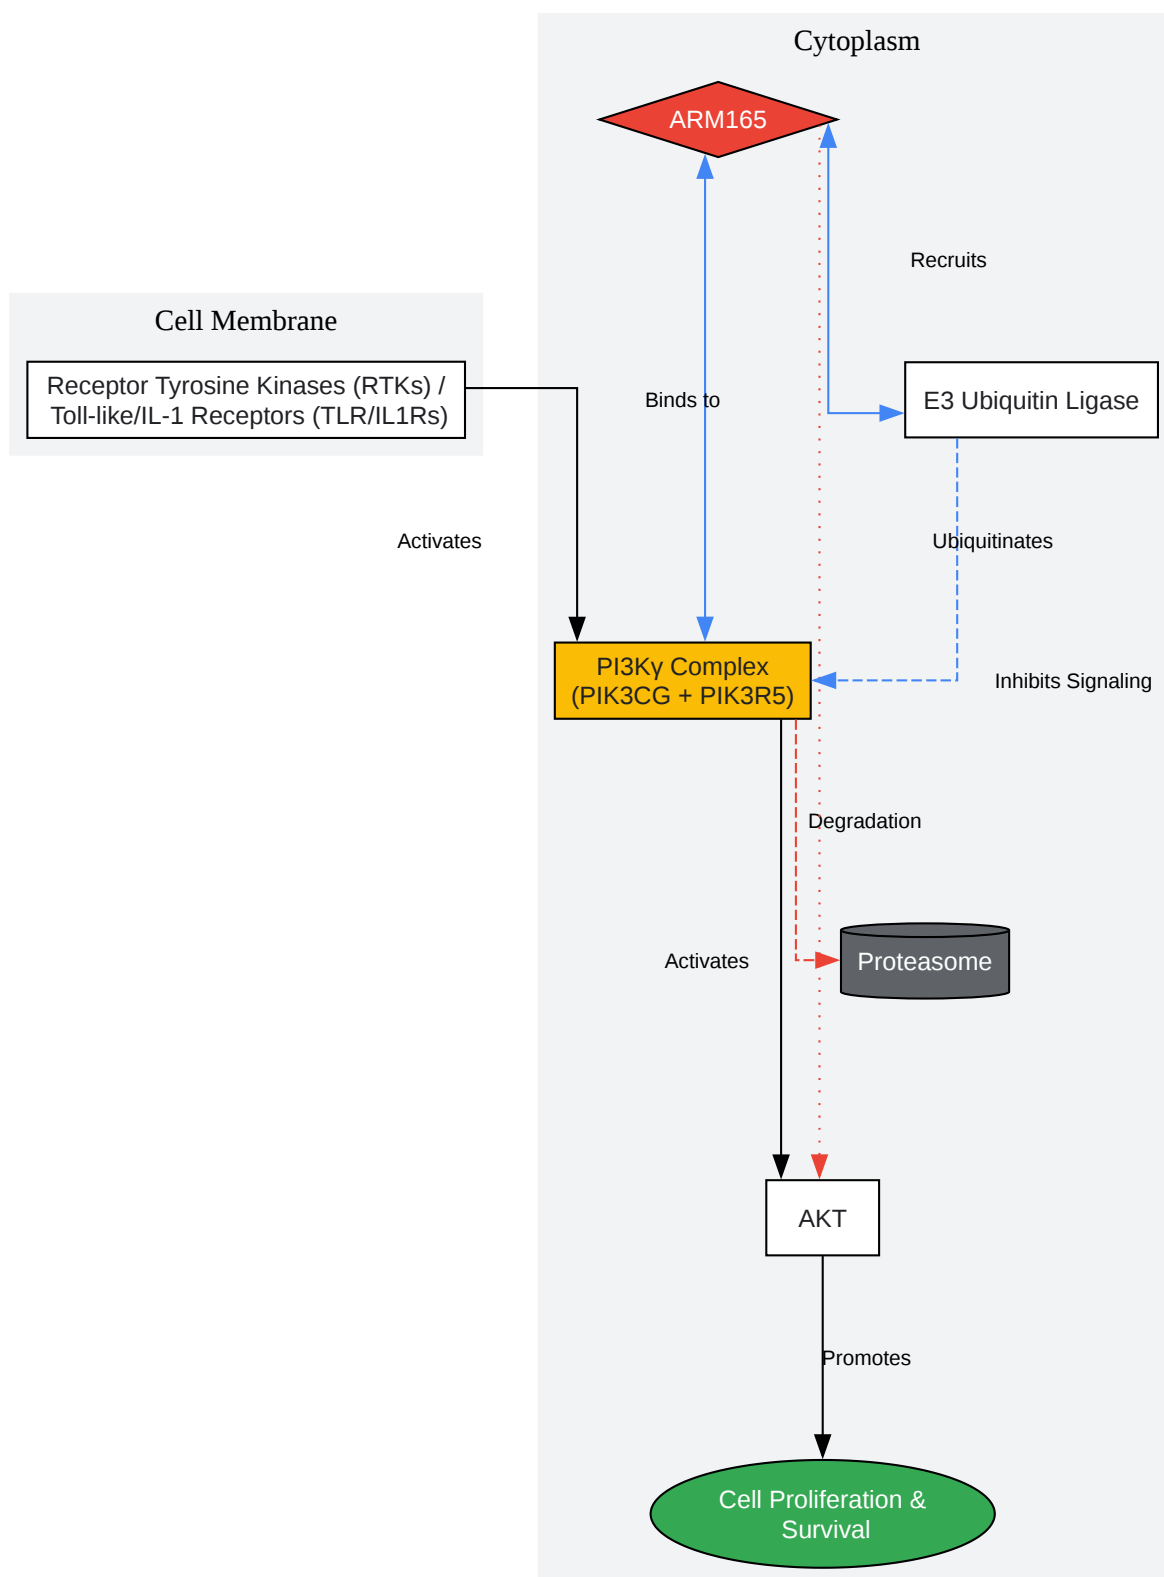 Cytoplasm
ARM165
Recruits
Cell Membrane
Receptor Tyrosine Kinases (RTKs) /
Toll-like/IL-1 Receptors (TLR/IL1Rs)
Binds to
E3 Ubiquitin Ligase
Activates
Ubiquitinates
PI3Kγ Complex
(PIK3CG + PIK3R5)
Inhibits Signaling
Degradation
Activates
Proteasome
AKT
Promotes
Cell Proliferation &
Survival